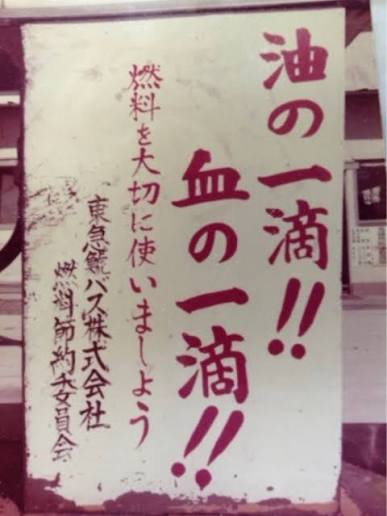 油の一滴!!
血の一滴!!
燃料を大切に使いましょう
東急鯱バス株式会社
燃料節約委員会